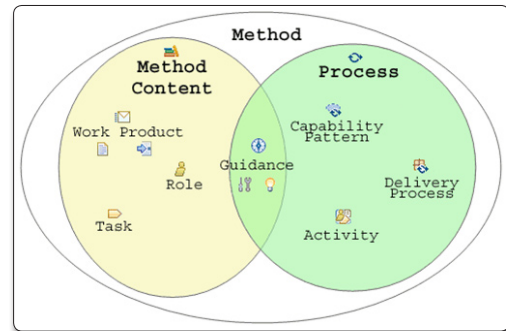 Method
Method
Content
Process
Work Product
Capability
Pattern
Guidance
Role
Delivery
Process
Task
Activity